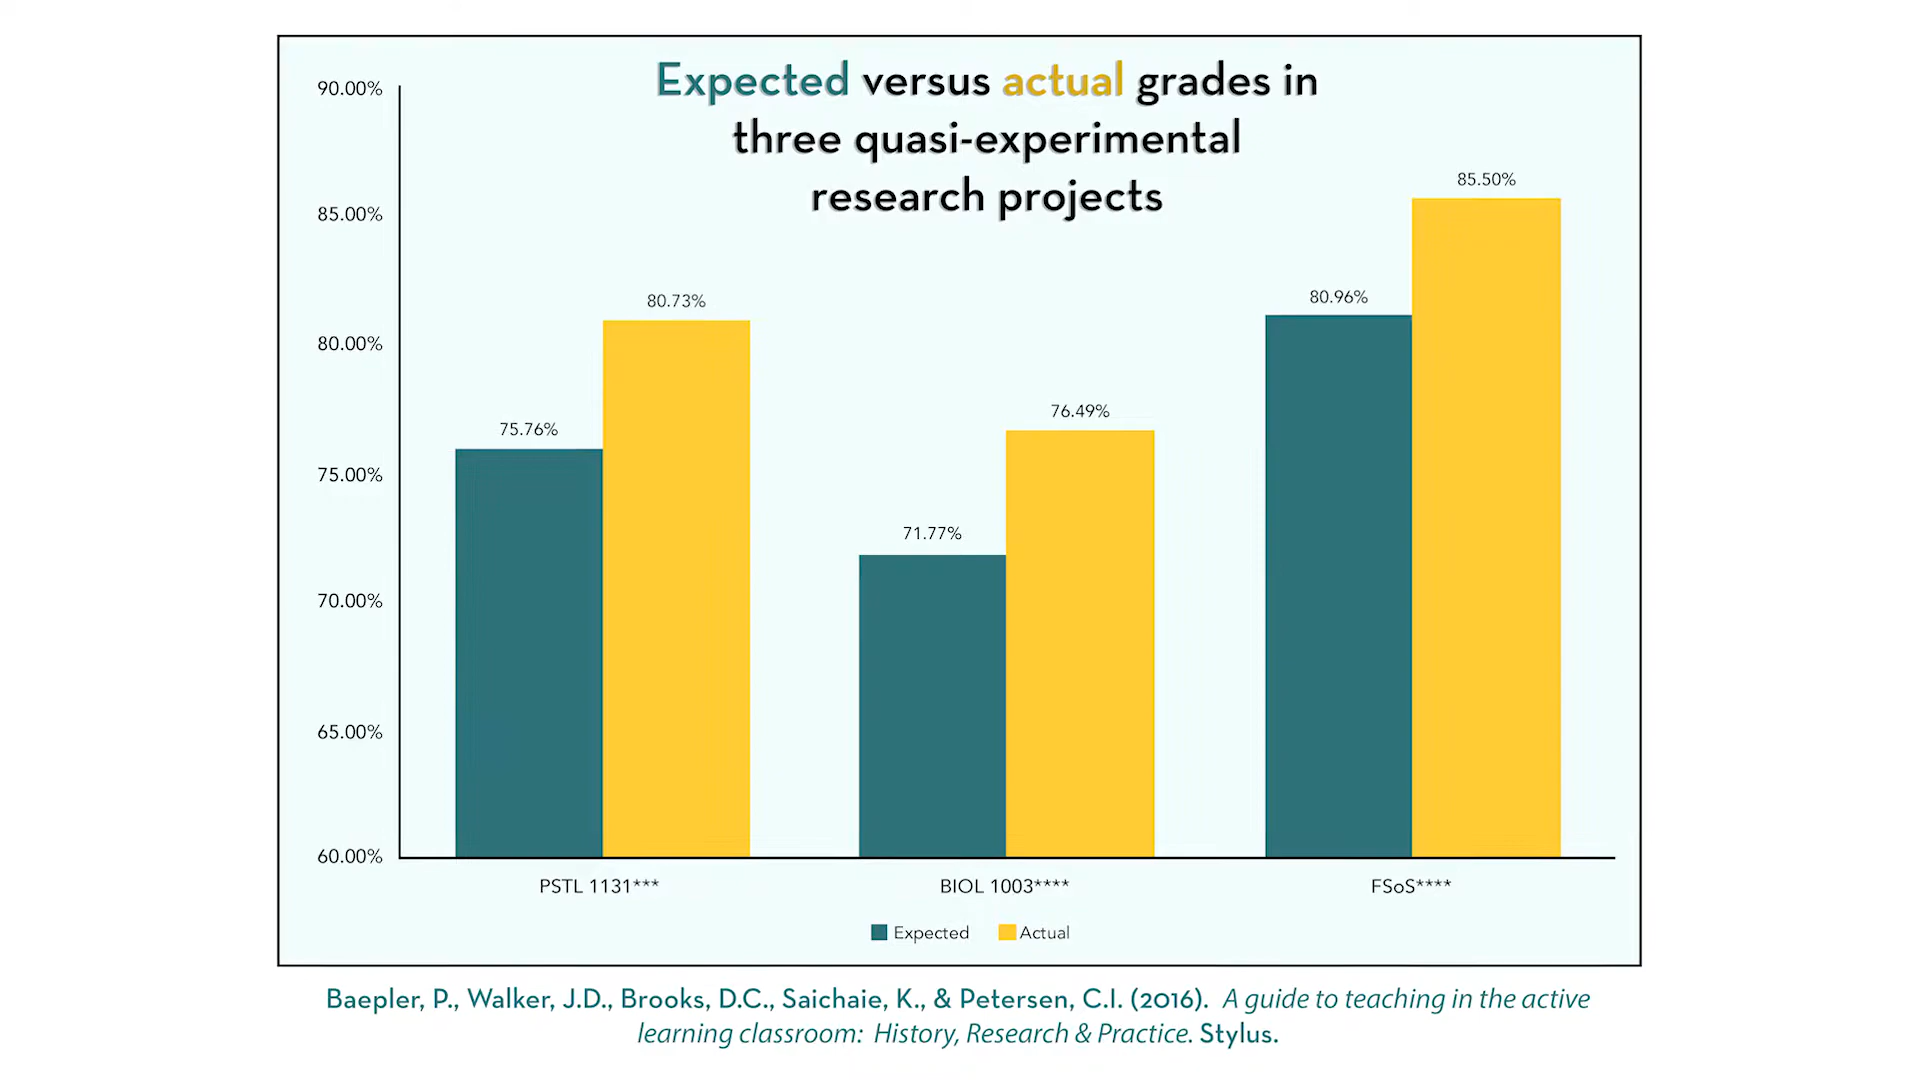 Expected versus actual grades in
three quasi-experimental
research projects
90.00%
85.00%
80.00%
75.00%
70.00%
65.00%
60.00%
75.76%
80.73%
71.77%
76.49%
80.96%
85.50%
PSTL 1131***
BIOL 1003****
FSoS****
Expected
Actual
Baepler, P., Walker, J.D., Brooks, D.C., Saichaie, K., & Petersen, C.I. (2016). A guide to teaching in the active
learning classroom: History, Research & Practice. Stylus.